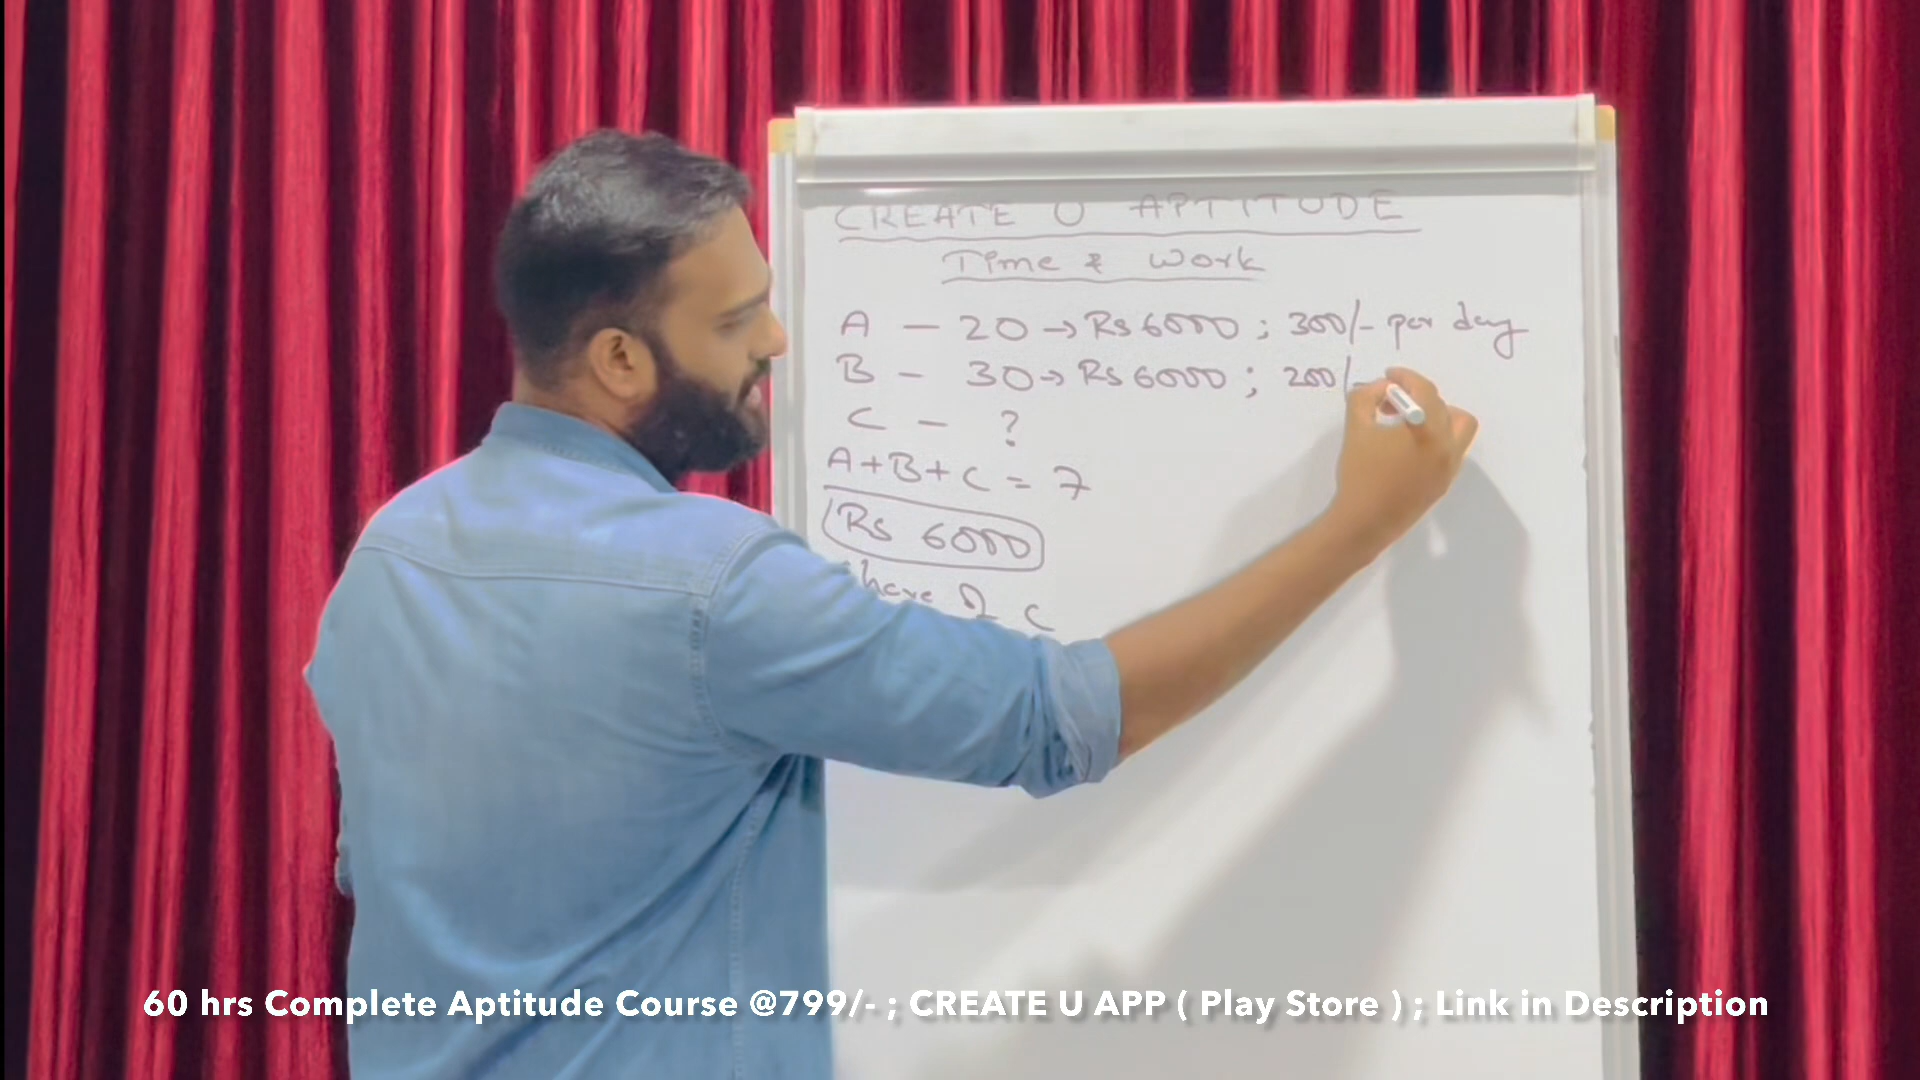 CREATE U APTITUDE
Time & Work
A - 20 → Rs 6000 ; 300/- per day
B - 30 → Rs 6000 ; 200/-
C - ?
A+B+C = 7
Rs 6000
C
60 hrs Complete Aptitude Course @799/- ; CREATE U APP ( Play Store ) ; Link in Description